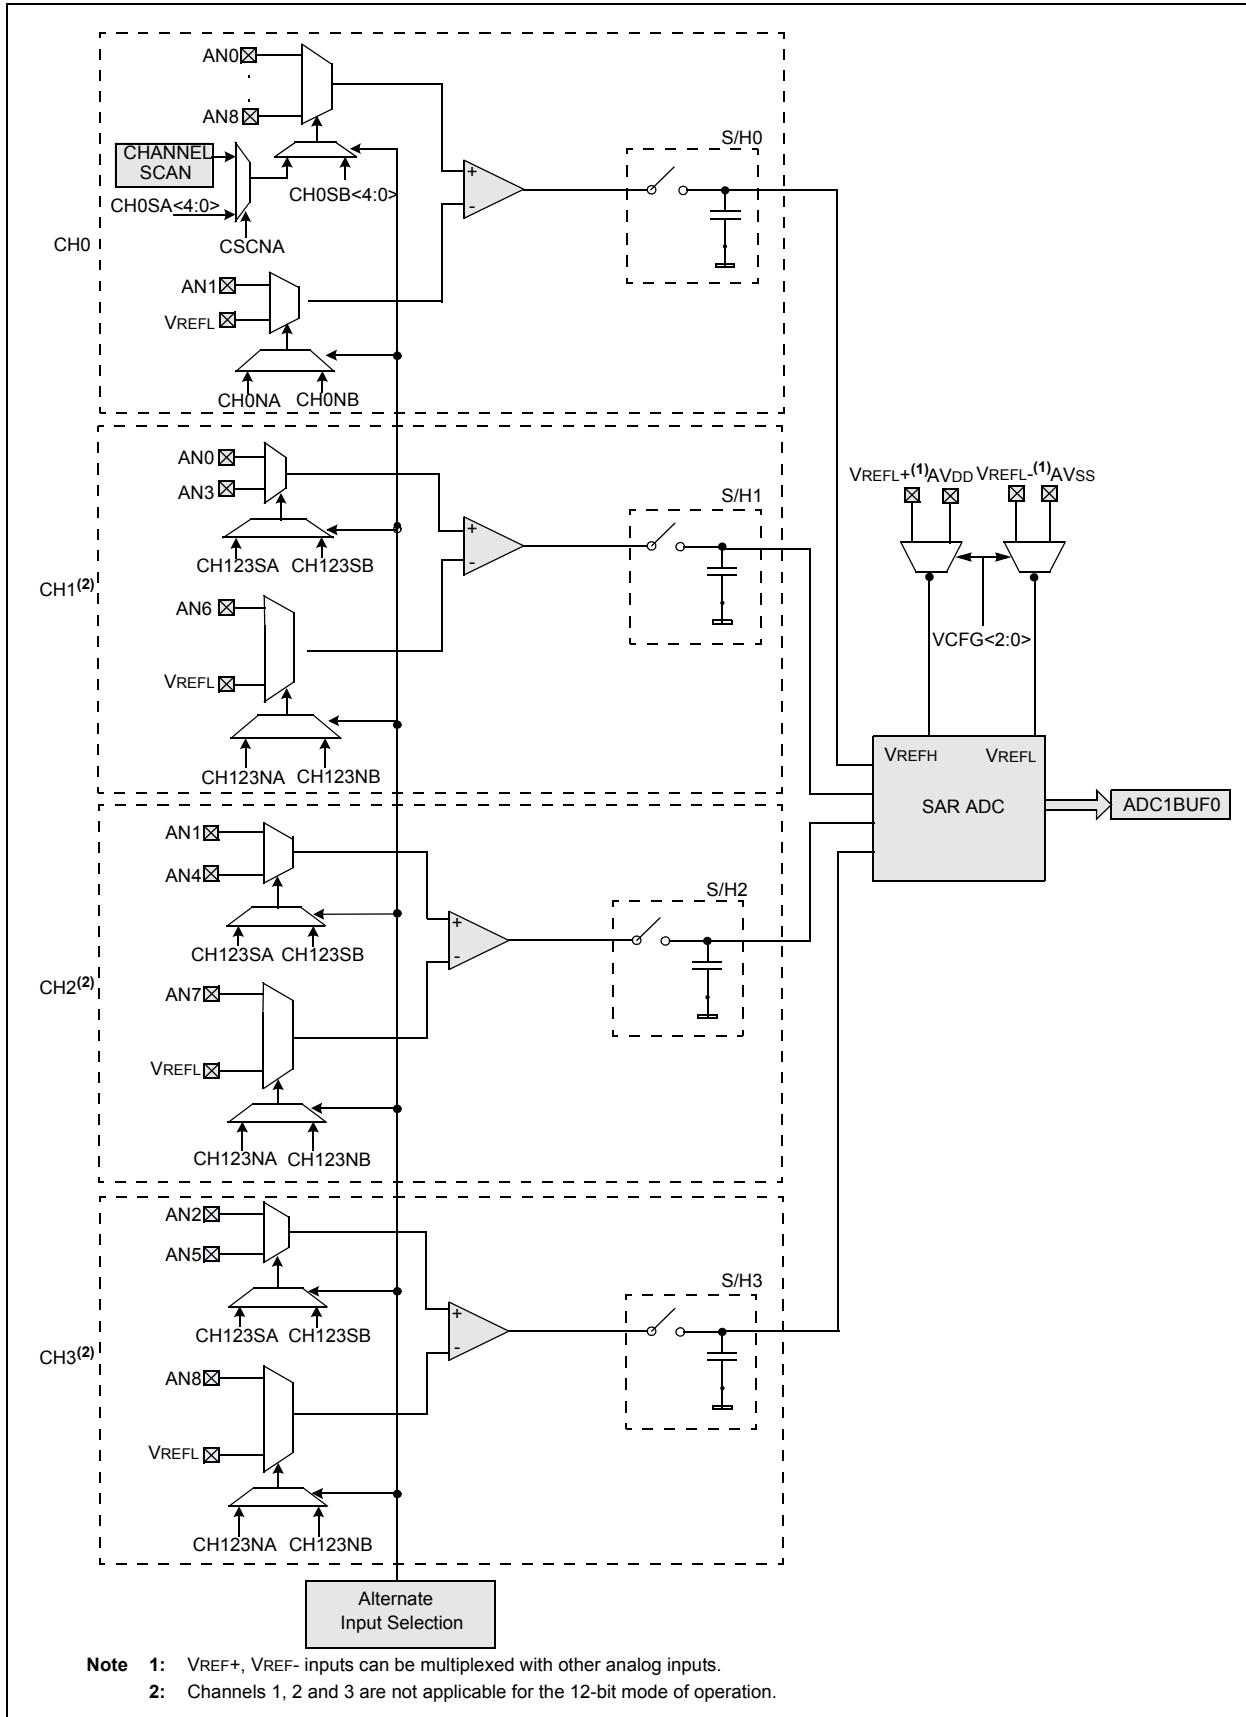 AN0
AN8
CHANNEL
SCAN
CH0SA<4:0>
CH0SB<4:0>
CSCNA
CH0
AN1
VREFL
CH0NA
CH0NB
+
-
S/H0
AN0
AN3
CH123SA
CH123SB
CH1(2)
AN6
VREFL
CH123NA
CH123NB
+
-
S/H1
VREFL+(1)AVDD
VREFL-(1)AVSS
VCFG<2:0>
VREFH
VREFL
SAR ADC
ADC1BUF0
AN1
AN4
CH123SA
CH123SB
CH2(2)
AN7
VREFL
CH123NA
CH123NB
+
-
S/H2
AN2
AN5
CH123SA
CH123SB
CH3(2)
AN8
VREFL
CH123NA
CH123NB
+
-
S/H3
Alternate
Input Selection
Note 1: VREF+, VREF- inputs can be multiplexed with other analog inputs.
2: Channels 1, 2 and 3 are not applicable for the 12-bit mode of operation.